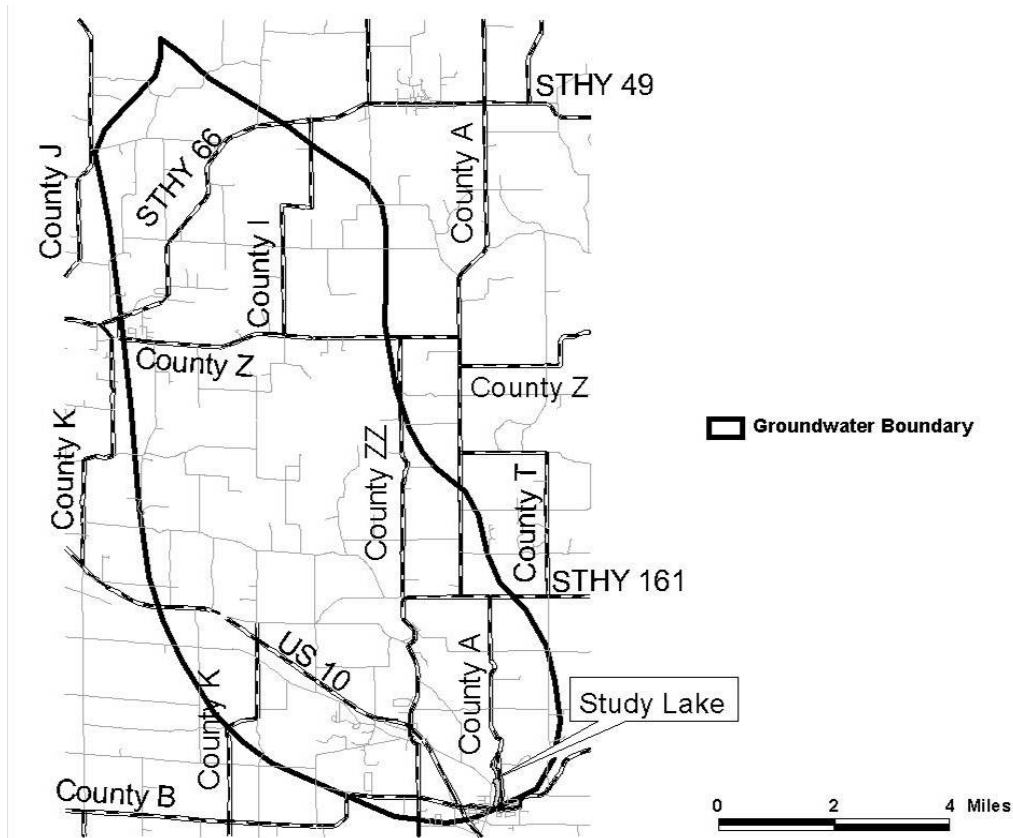 STHY 49
County J
STHY 66
County A
County I
County Z
County Z
County K
County ZZ
County T
Groundwater Boundary
STHY 161
US 10
County K
County A
Study Lake
County B
0 2 4 Miles